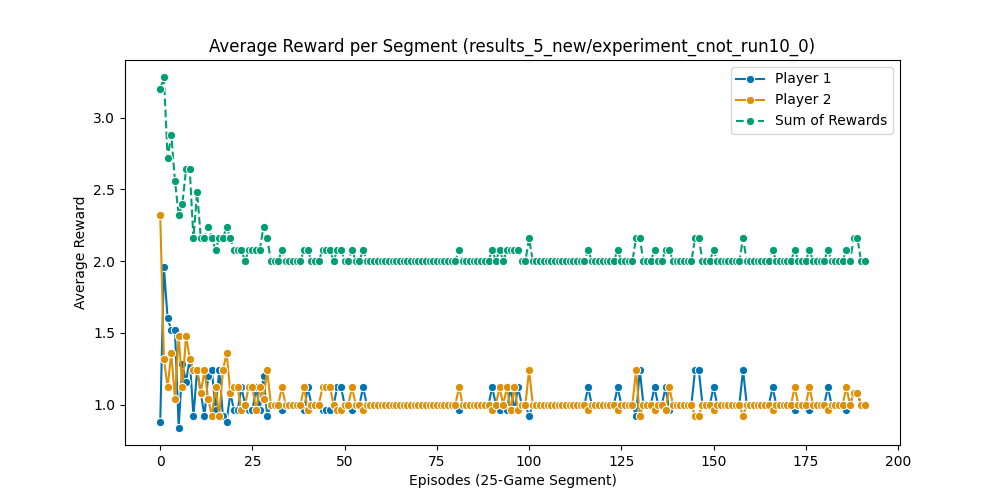 Average Reward per Segment (results_5_new/experiment_cnot_run10_0)
Player 1
Player 2
Sum of Rewards
Average Reward
3.0
2.5
2.0
1.5
1.0
0 25 50 75 100 125 150 175 200
Episodes (25-Game Segment)